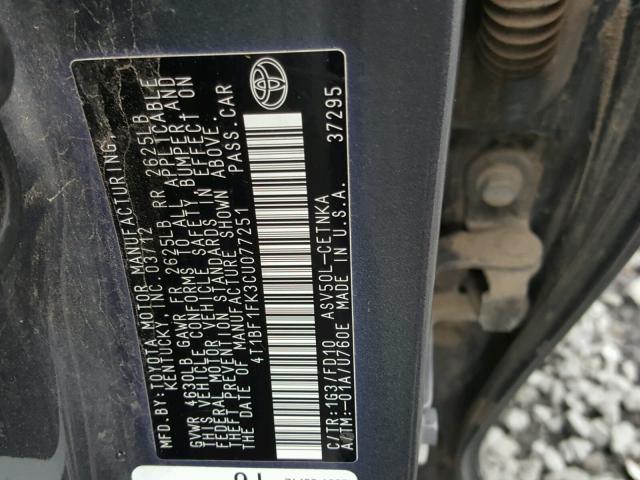 MFD.BY:TOYOTA MOTOR MANUFACTURING,
KENTUCKY, INC. 03/12
GVWR 4630LB GAWR FR 2625LB RR 2625LB
THIS VEHICLE CONFORMS TO ALL APPLICABLE
FEDERAL MOTOR VEHICLE SAFETY, BUMPER, AND
THEFT PREVENTION STANDARDS IN EFFECT ON
THE DATE OF MANUFACTURE SHOWN ABOVE.
4T1BF1FK3CU077251 PASS.CAR
C/TR:1G3/FD10 ASV50L-CETNKA 37295
A/TM:-01A/U760E MADE IN U.S.A.